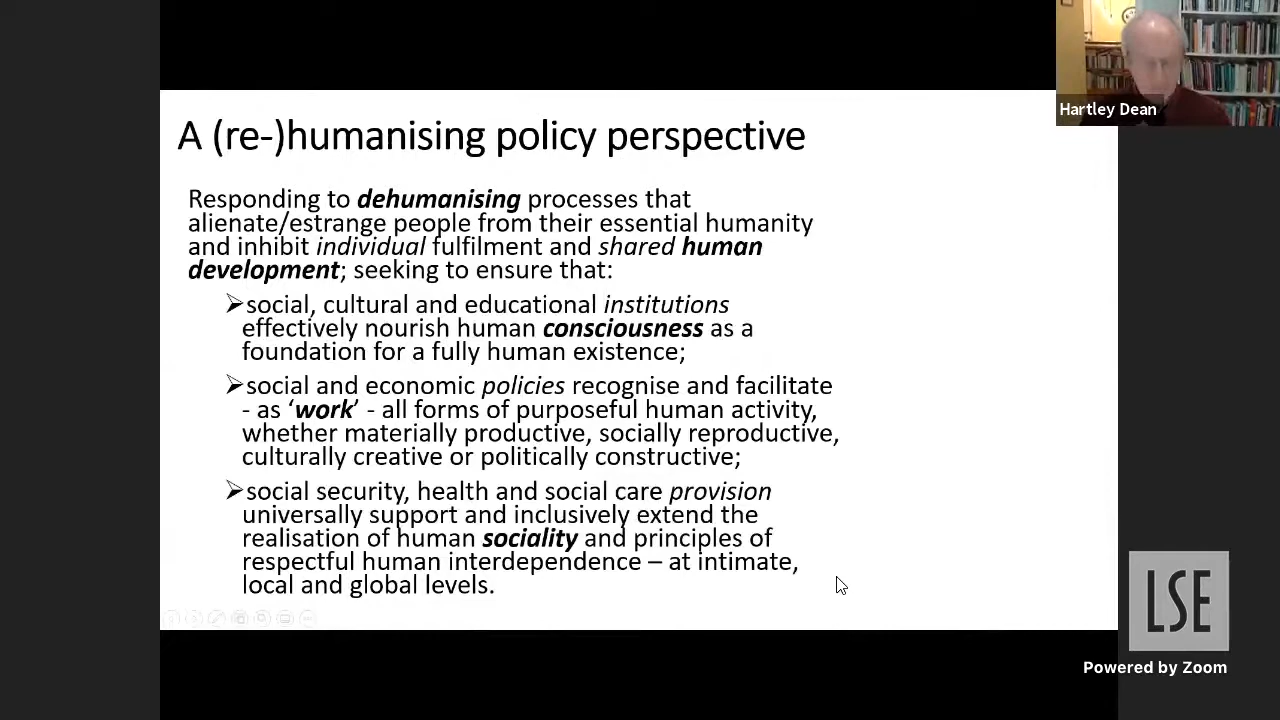 Hartley Dean
A (re-)humanising policy perspective
Responding to dehumanising processes that
alienate/estrange people from their essential humanity
and inhibit individual fulfilment and shared human
development; seeking to ensure that:
➢social, cultural and educational institutions
effectively nourish human consciousness as a
foundation for a fully human existence;
➢social and economic policies recognise and facilitate
- as ‘work’ - all forms of purposeful human activity,
whether materially productive, socially reproductive,
culturally creative or politically constructive;
➢social security, health and social care provision
universally support and inclusively extend the
realisation of human sociality and principles of
respectful human interdependence – at intimate,
local and global levels.
LSE
Powered by Zoom